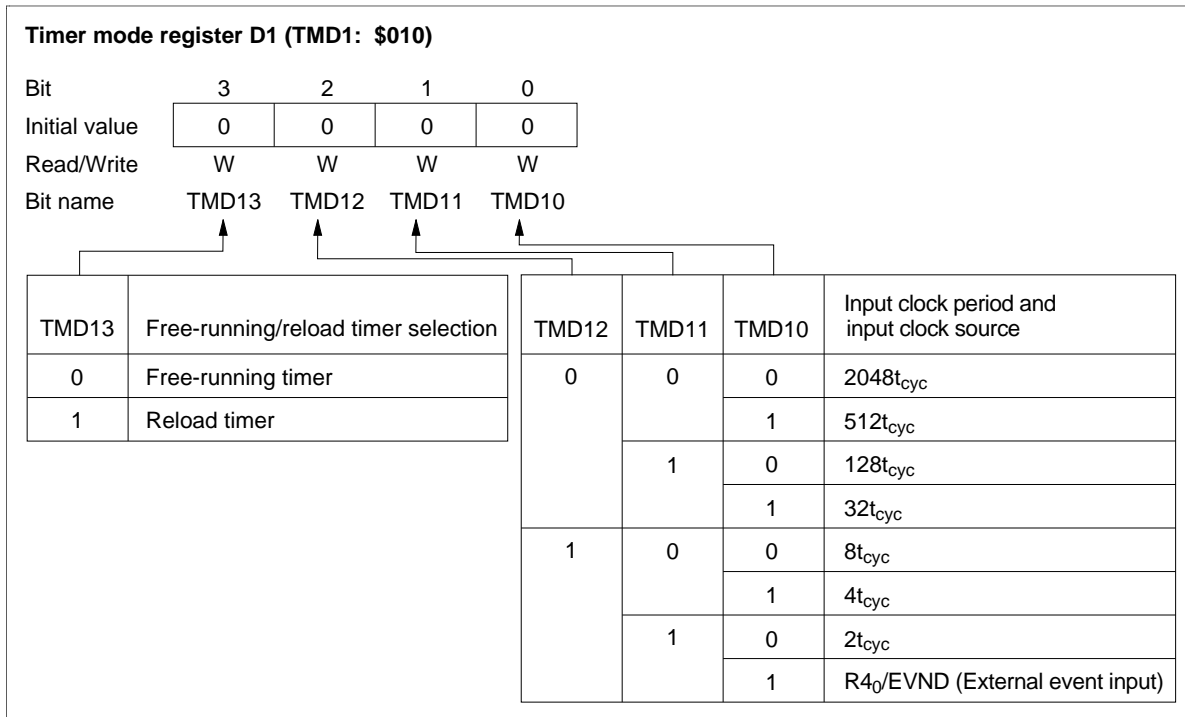 Timer mode register D1 (TMD1: $010)
Bit 3 2 1 0
Initial value 0 0 0 0
Read/Write W W W W
Bit name TMD13 TMD12 TMD11 TMD10
TMD13 Free-running/reload timer selection
0 Free-running timer
1 Reload timer
TMD12 TMD11 TMD10 Input clock period and
input clock source
0 0 0 2048tcyc
1 512tcyc
1 0 128tcyc
1 32tcyc
1 0 0 8tcyc
1 4tcyc
1 0 2tcyc
1 R40/EVND (External event input)